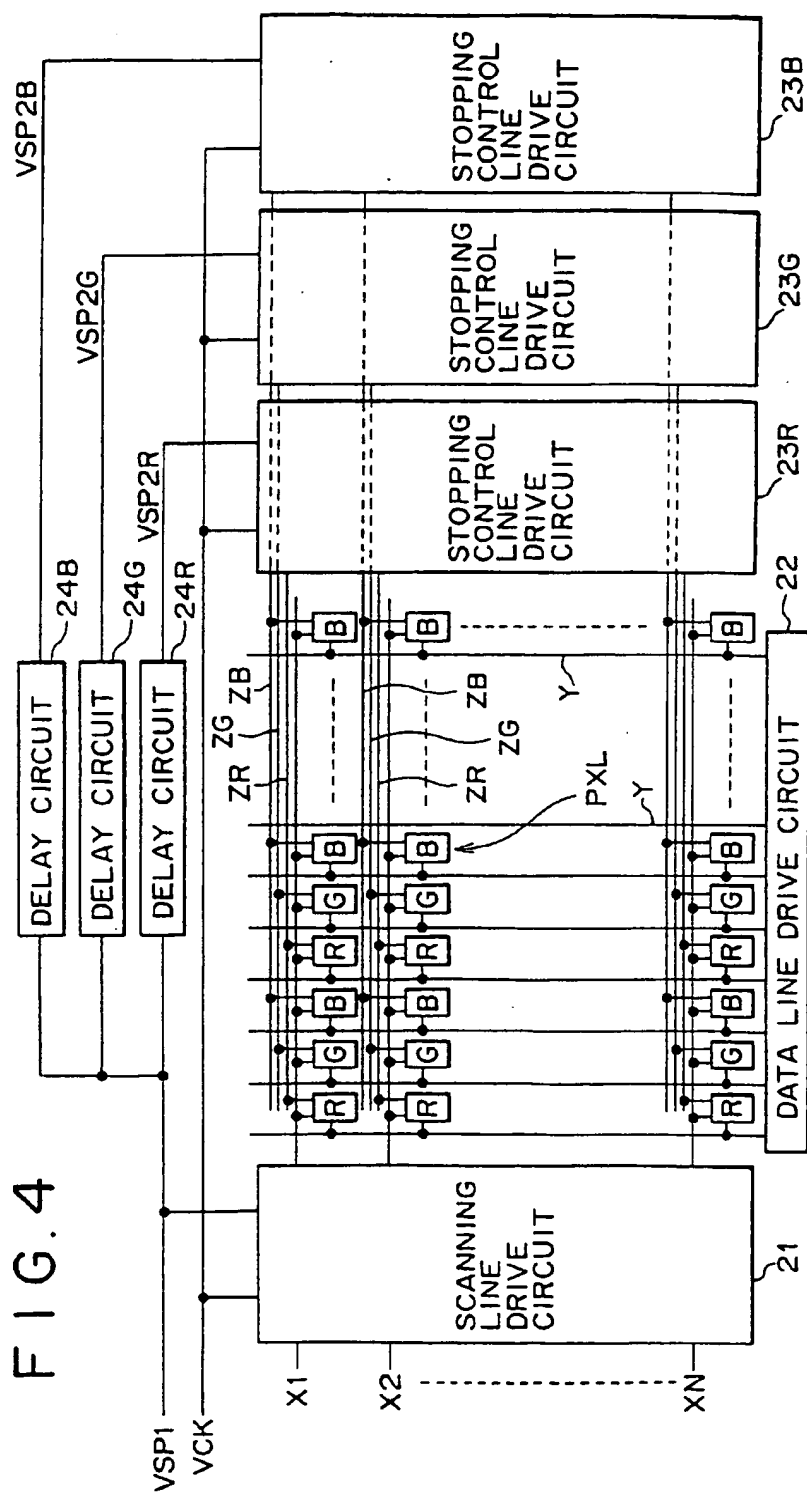 FIG. 4
VSP1
VCK
DELAY CIRCUIT
24B
VSP2B
DELAY CIRCUIT
24G
VSP2G
DELAY CIRCUIT
24R
VSP2R
ZR
ZG
ZB
X1
X2
XN
SCANNING
LINE
DRIVE
CIRCUIT
21
R
G
B
R
G
B
B
R
G
B
R
G
B
B
R
G
B
R
G
B
B
ZR
ZG
ZB
PXL
Y
Y
DATA LINE DRIVE CIRCUIT
22
STOPPING
CONTROL
LINE
DRIVE
CIRCUIT
23R
STOPPING
CONTROL
LINE
DRIVE
CIRCUIT
23G
STOPPING
CONTROL
LINE
DRIVE
CIRCUIT
23B